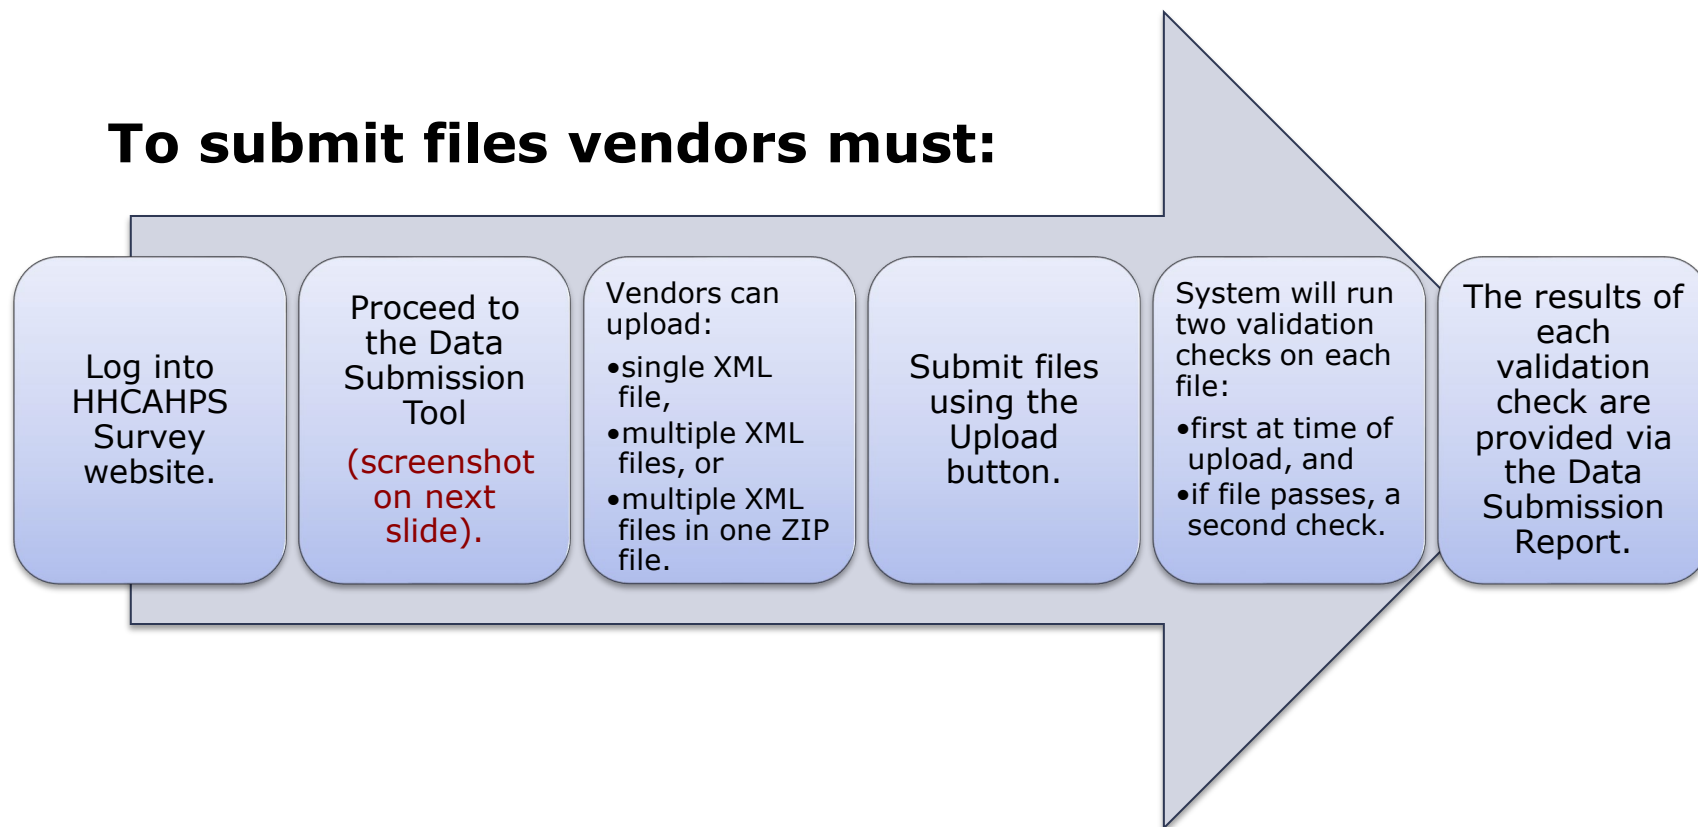 To submit files vendors must:
Log into
HHCAHPS
Survey
website.
Proceed to
the Data
Submission
Tool
(screenshot
on next
slide).
Vendors can
upload:
•single XML
file,
•multiple XML
files, or
•multiple XML
files in one ZIP
file.
Submit files
using the
Upload
button.
System will run
two validation
checks on each
file:
•first at time of
upload, and
•if file passes, a
second check.
The results of
each
validation
check are
provided via
the Data
Submission
Report.